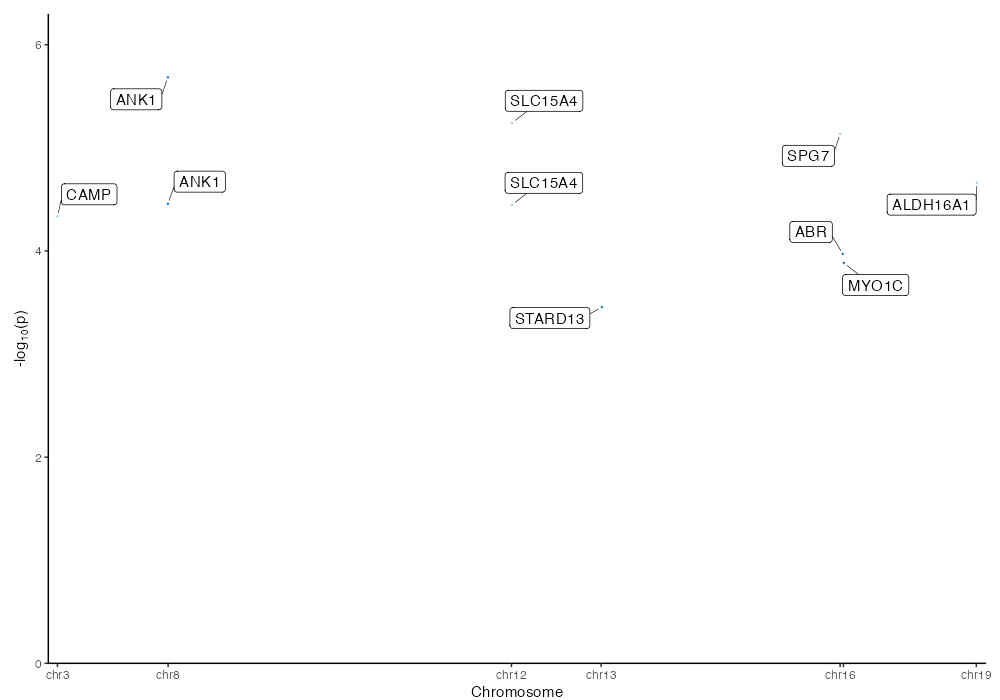 6
ANK1
SLC15A4
SPG7
CAMP
ANK1
SLC15A4
ALDH16A1
4
ABR
MYO1C
STARD13
-log10(p)
2
0
chr3 chr8 chr12 chr13 chr16 chr19
Chromosome